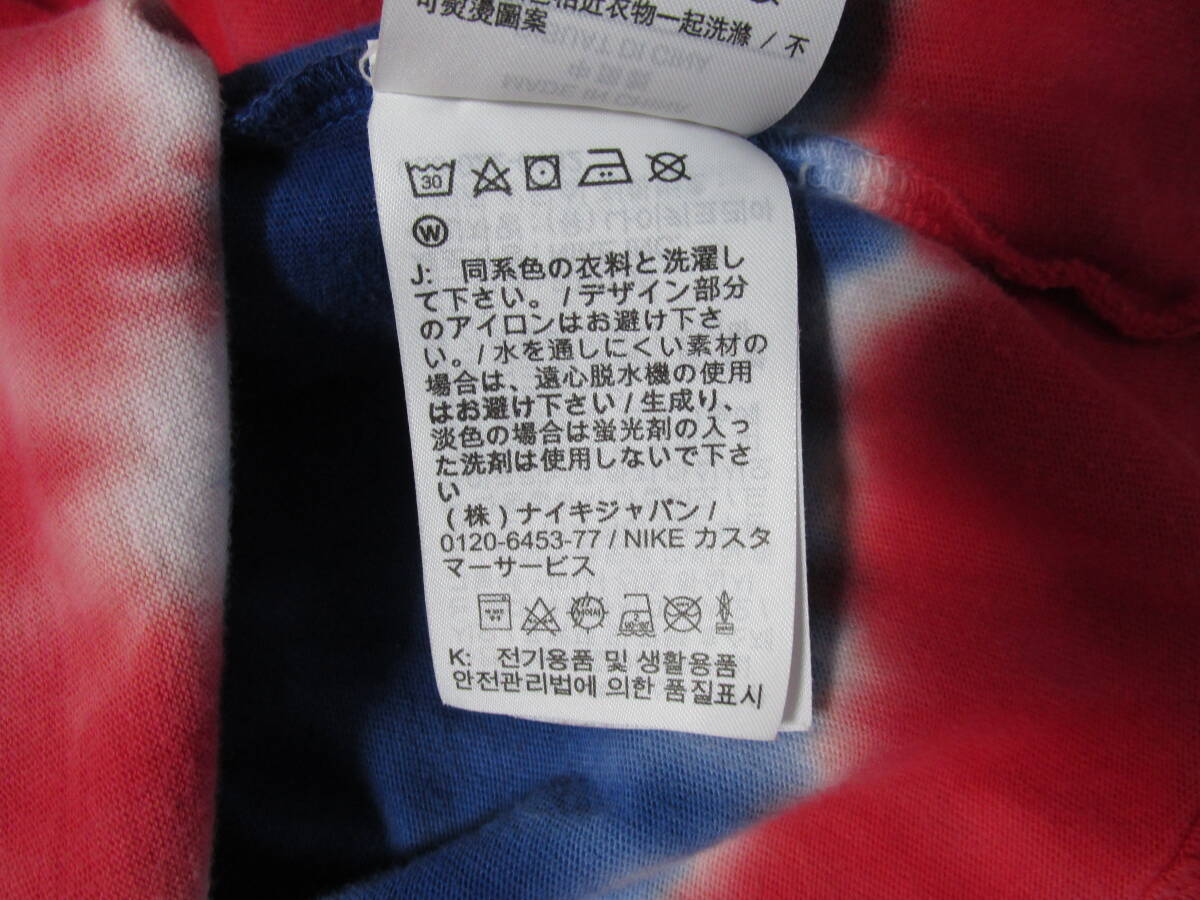 相近衣物一起洗滌 / 不
可熨燙圖案
MADE IN CHINA
30
W
J: 同系色の衣料と洗濯し
て下さい。 / デザイン部分
のアイロンはお避け下さ
い。/ 水を通しにくい素材の
場合は、遠心脱水機の使用
はお避け下さい / 生成り、
淡色の場合は蛍光剤の入っ
た洗剤は使用しないで下さ
い
(株) ナイキジャパン /
0120-6453-77 / NIKE カスタ
マーサービス
K: 전기용품 및 생활용품
안전관리법에 의한 품질표시